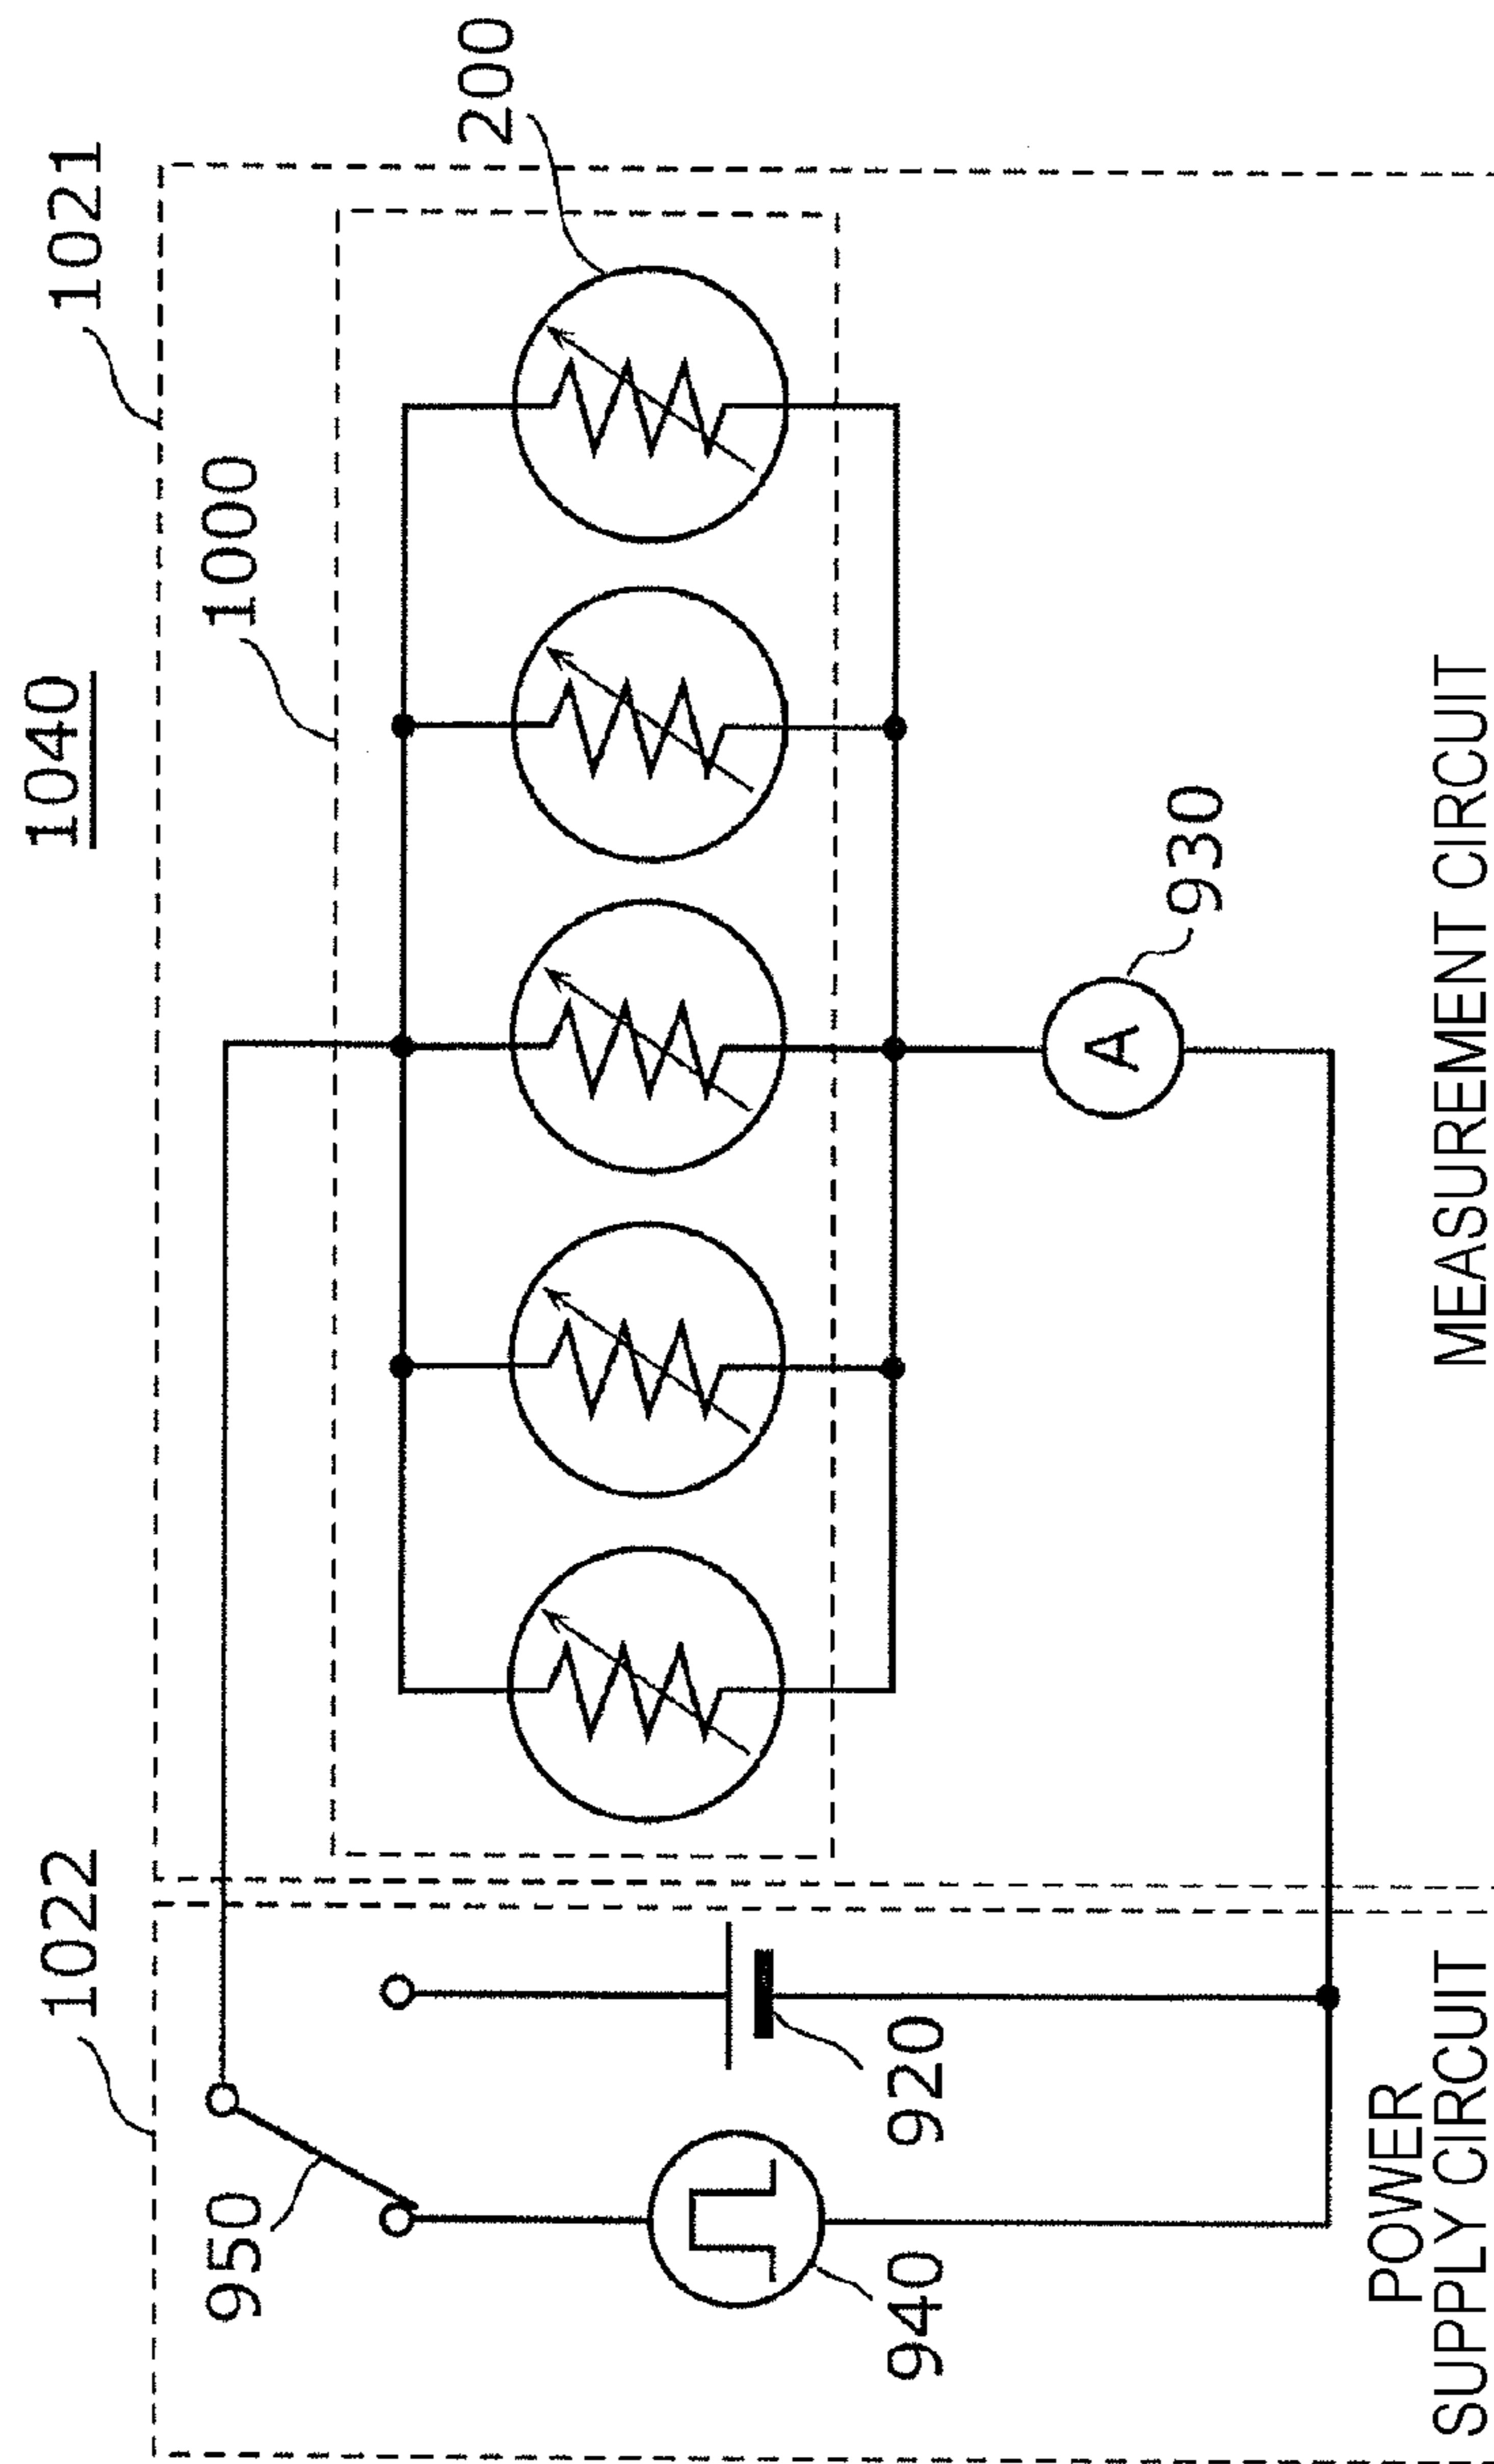 1040
1022
1021
1000
200
950
940
920
A
930
POWER
SUPPLY CIRCUIT
MEASUREMENT CIRCUIT